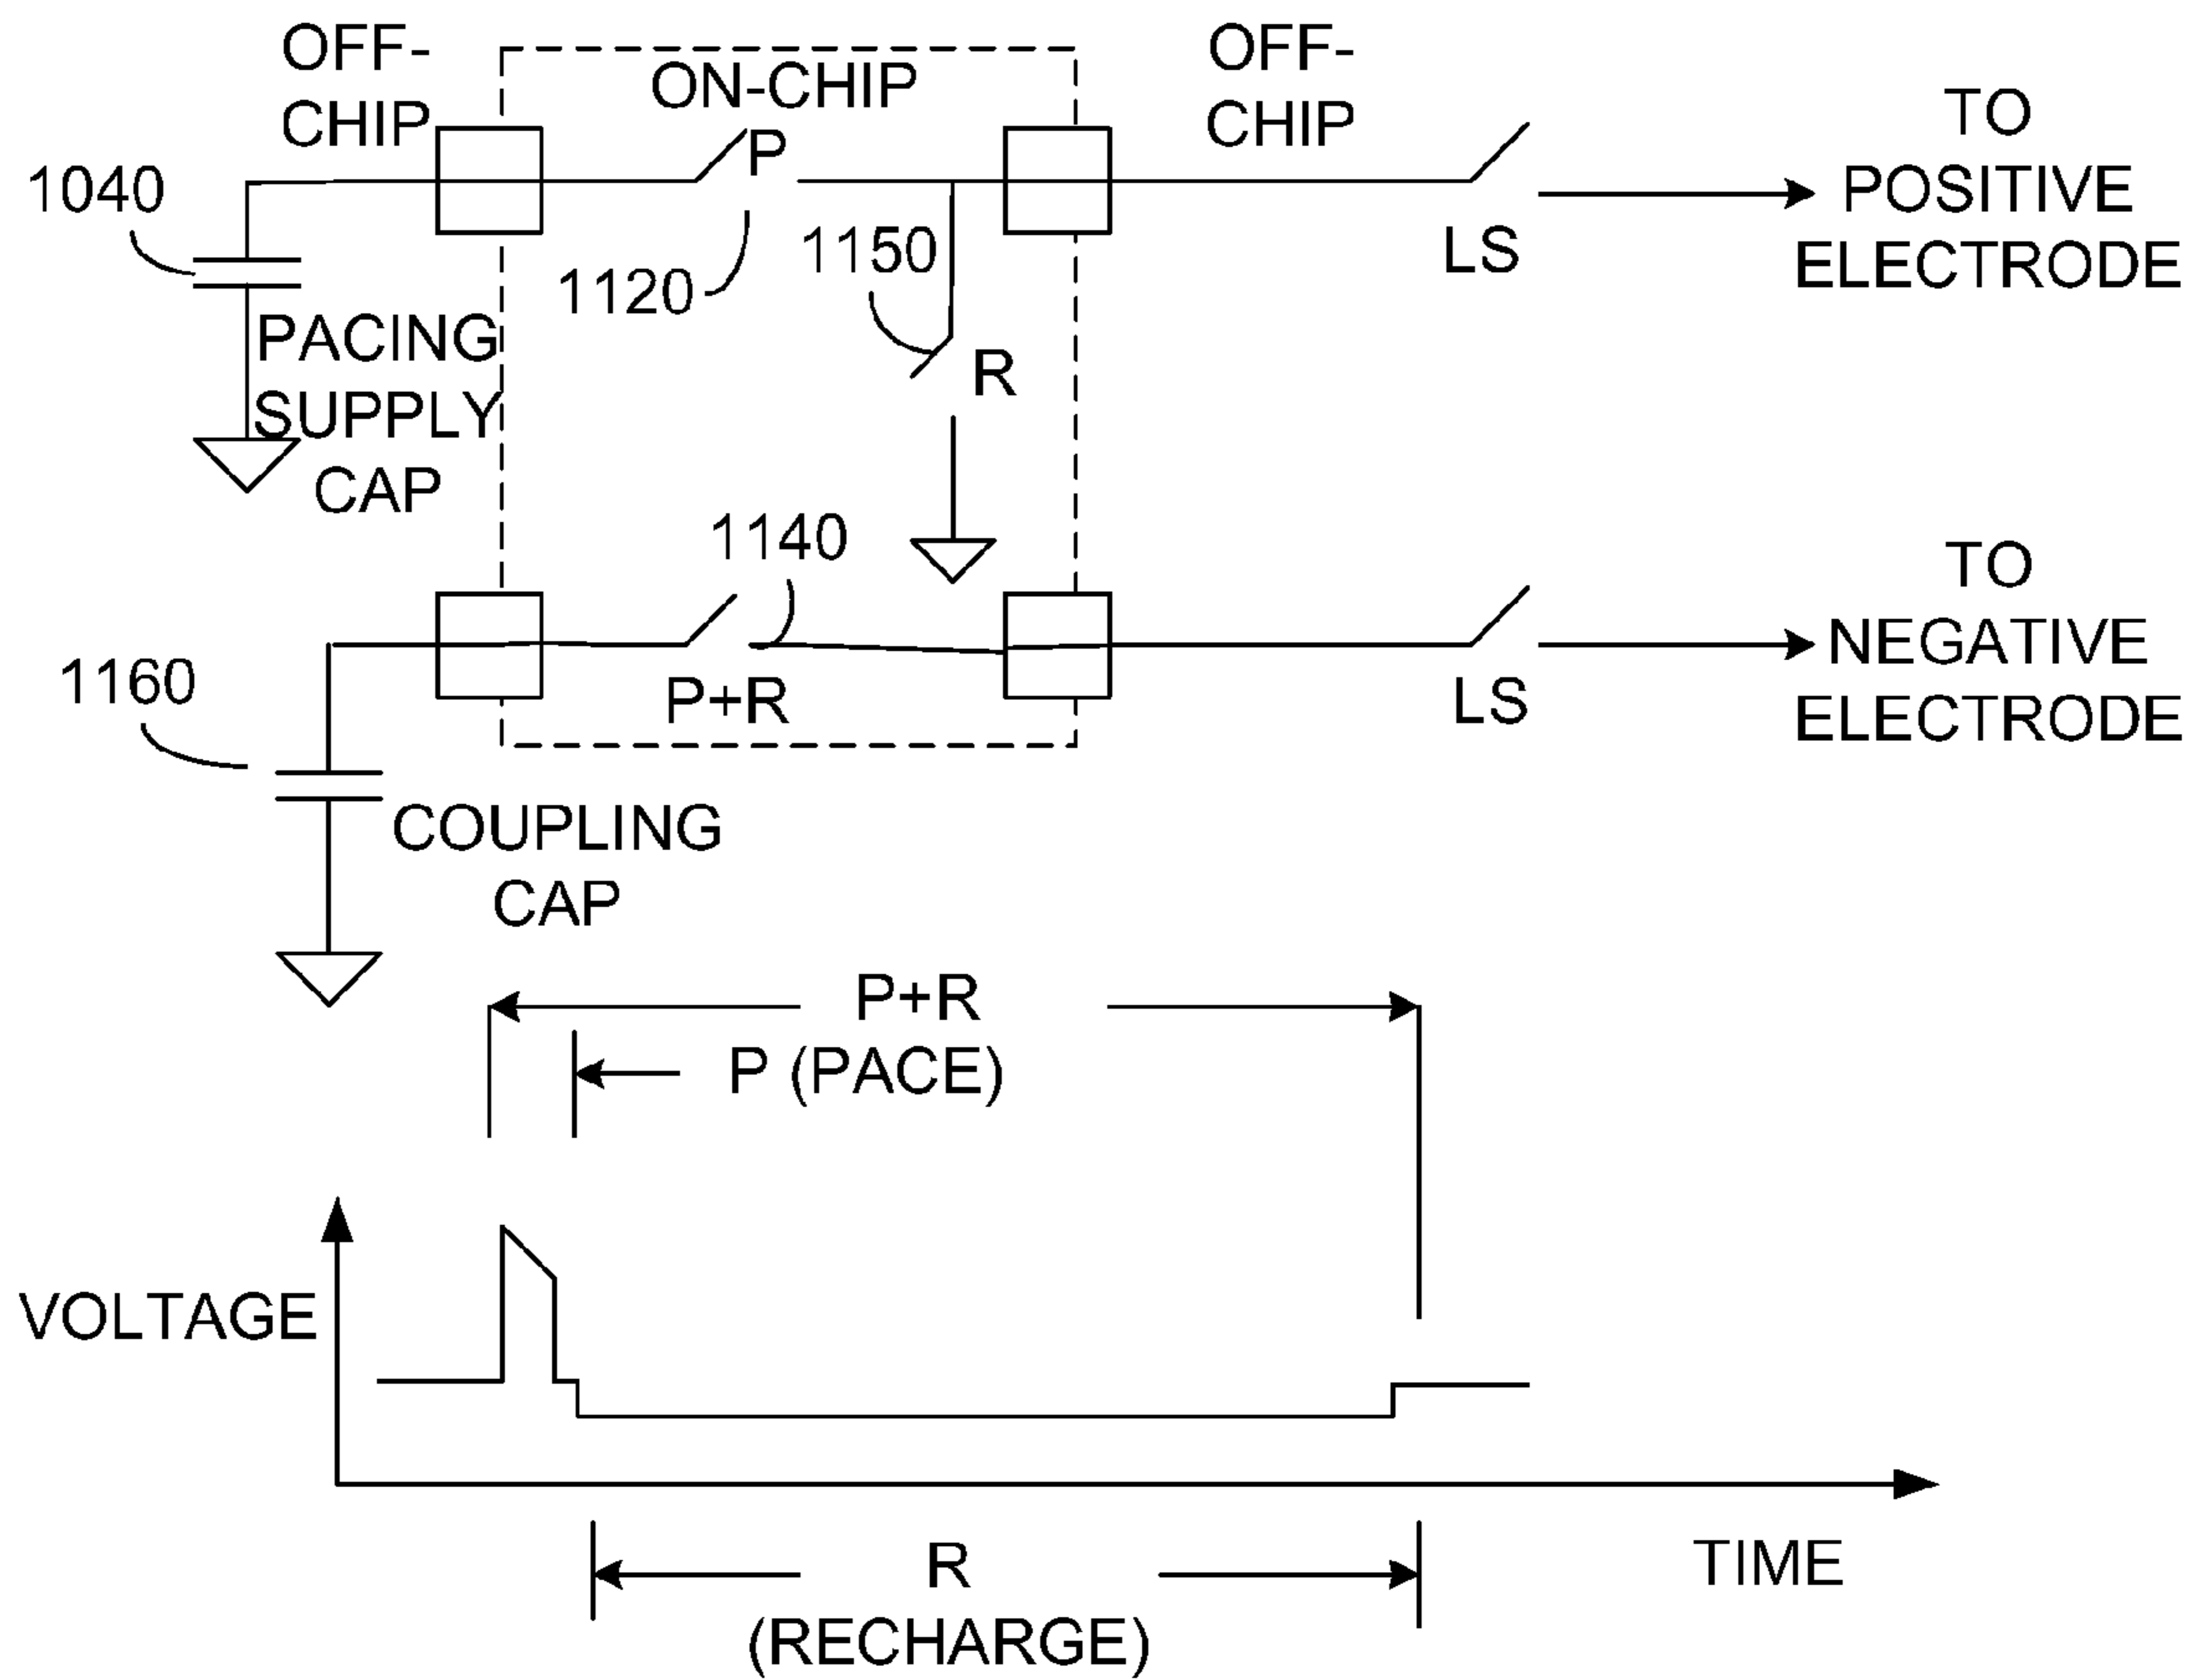 OFF-
CHIP
ON-CHIP
OFF-
CHIP
TO
POSITIVE
ELECTRODE
1040
P
1120
1150
LS
PACING
SUPPLY
CAP
R
1140
TO
NEGATIVE
ELECTRODE
1160
P+R
LS
COUPLING
CAP
P+R
P (PACE)
VOLTAGE
R
(RECHARGE)
TIME